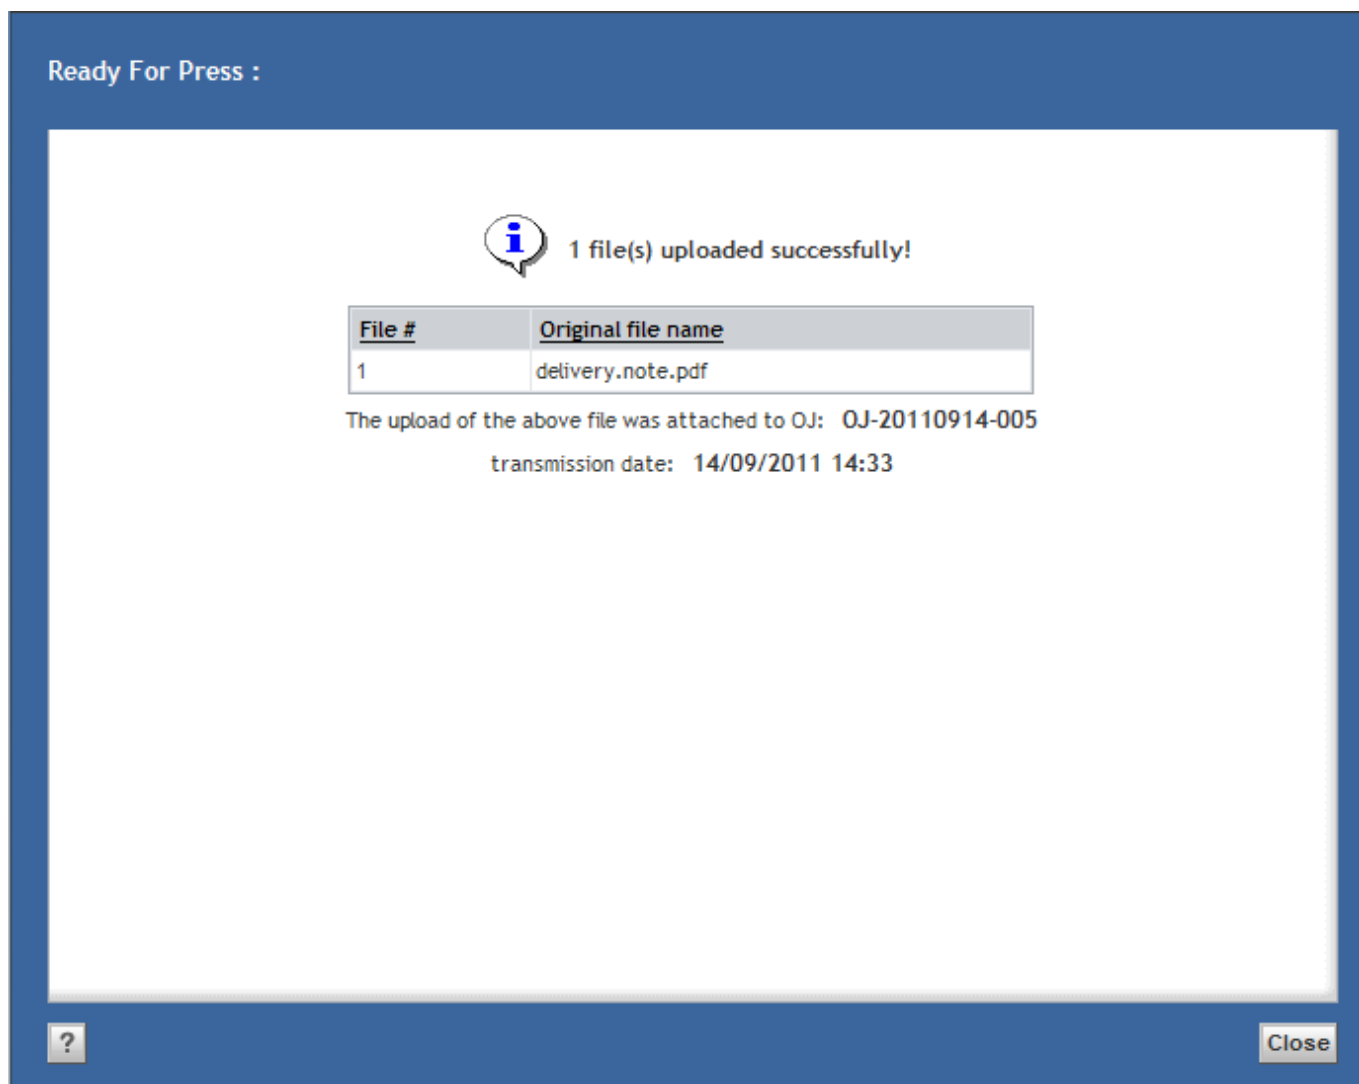 Ready For Press :
i 1 file(s) uploaded successfully!
File # Original file name
1 delivery.note.pdf
The upload of the above file was attached to OJ: OJ-20110914-005
transmission date: 14/09/2011 14:33
? Close